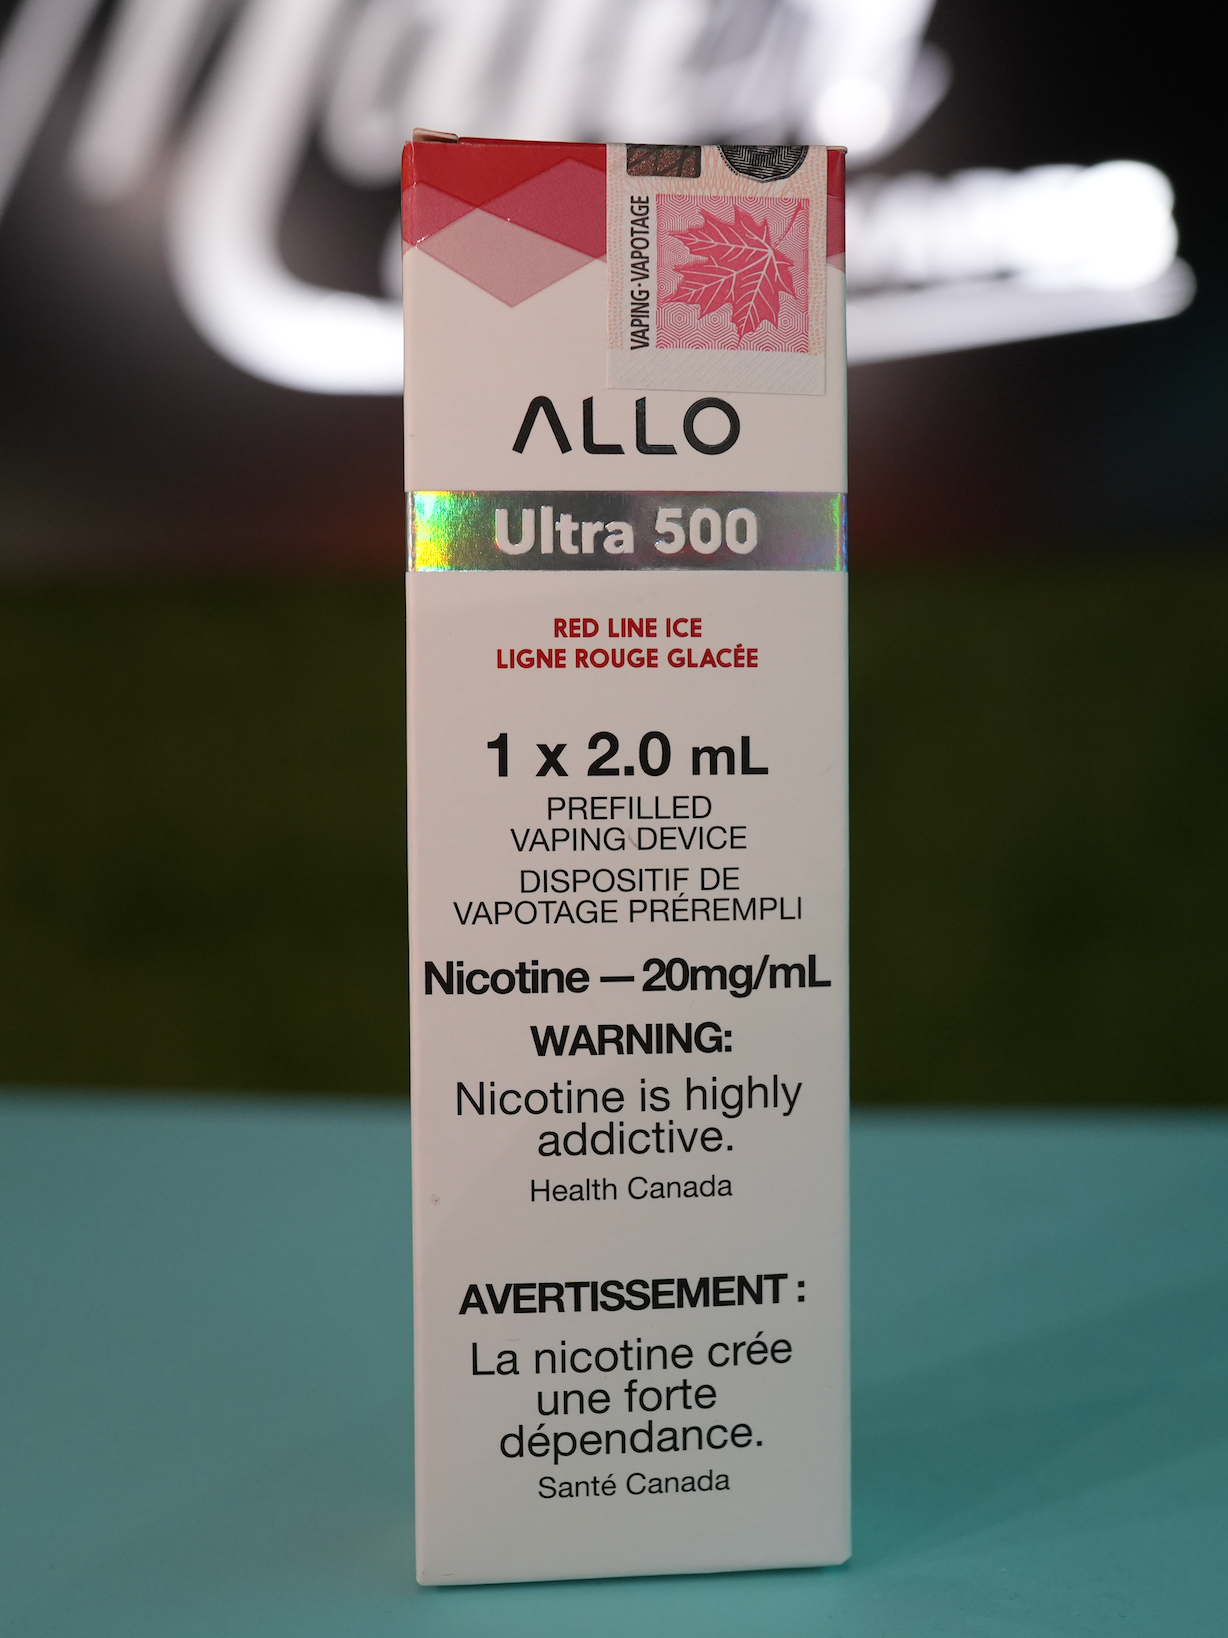 VAPING·VAPOTAGE
ALLO
Ultra 500
RED LINE ICE
LIGNE ROUGE GLACÉE
1 x 2.0 mL
PREFILLED
VAPING DEVICE
DISPOSITIF DE
VAPOTAGE PRÉREMPLI
Nicotine — 20mg/mL
WARNING:
Nicotine is highly
addictive.
Health Canada
AVERTISSEMENT :
La nicotine crée
une forte
dépendance.
Santé Canada